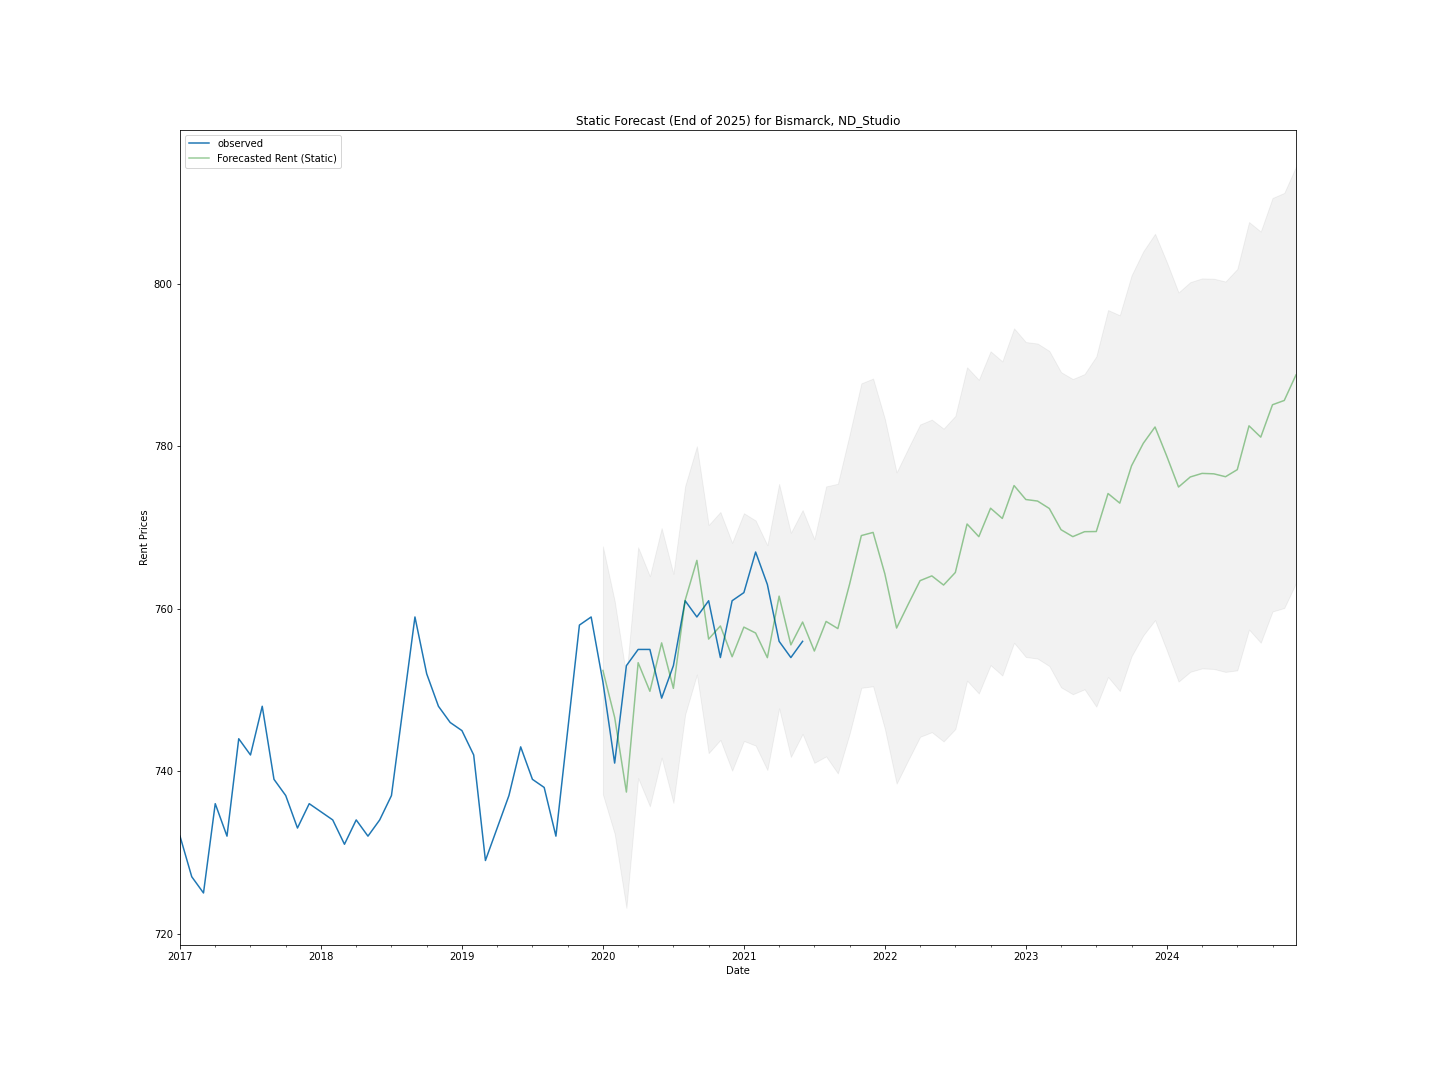 Static Forecast (End of 2025) for Bismarck, ND_Studio
observed
Forecasted Rent (Static)
800
780
760
740
720
Rent Prices
2017 2018 2019 2020 2021 2022 2023 2024
Date